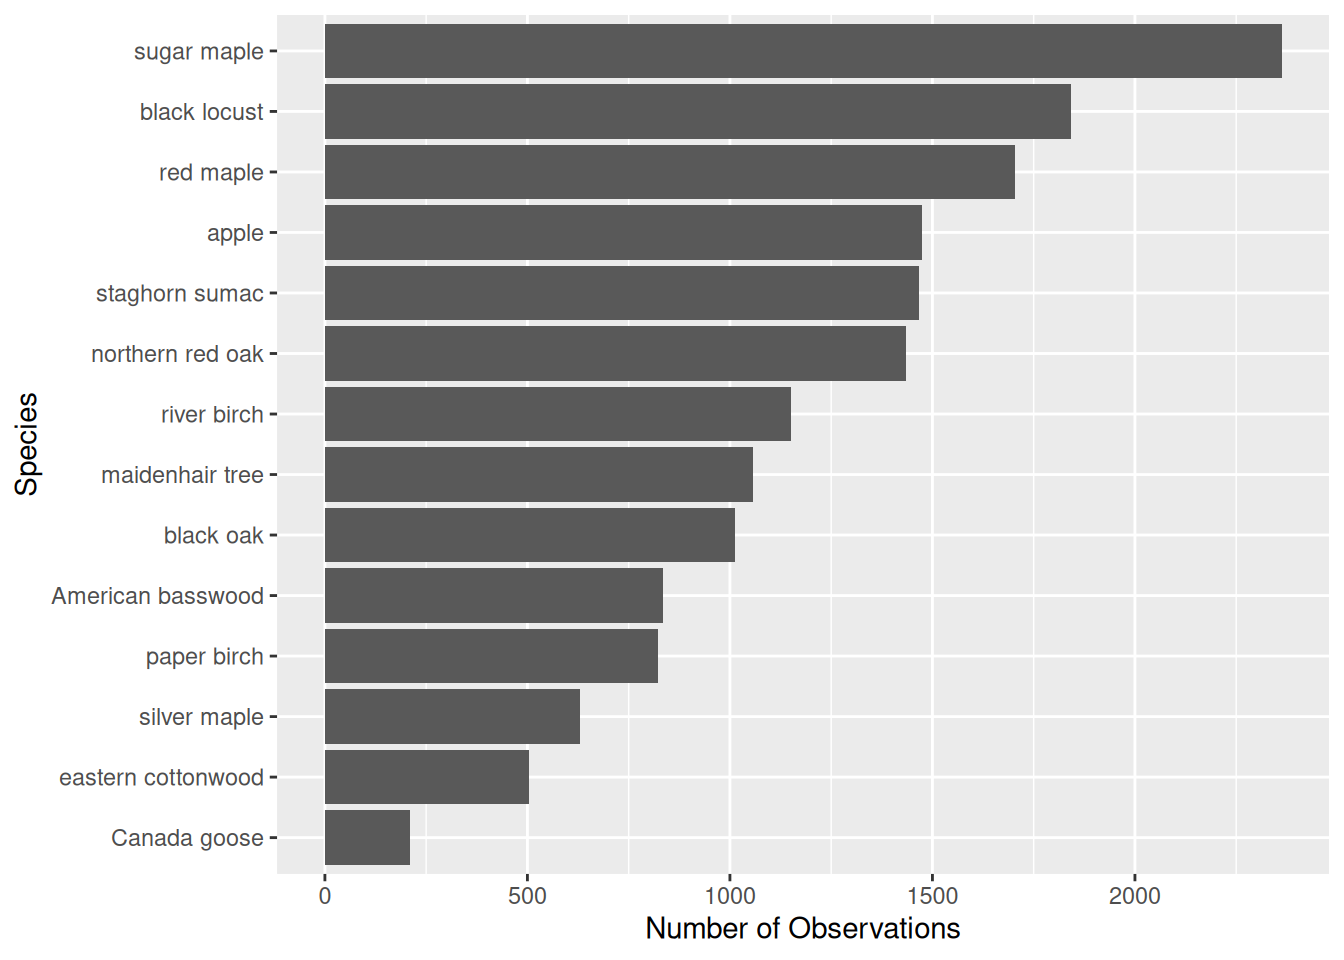 sugar maple
black locust
red maple
apple
staghorn sumac
northern red oak
river birch
maidenhair tree
black oak
American basswood
paper birch
silver maple
eastern cottonwood
Canada goose
Species
0 500 1000 1500 2000
Number of Observations